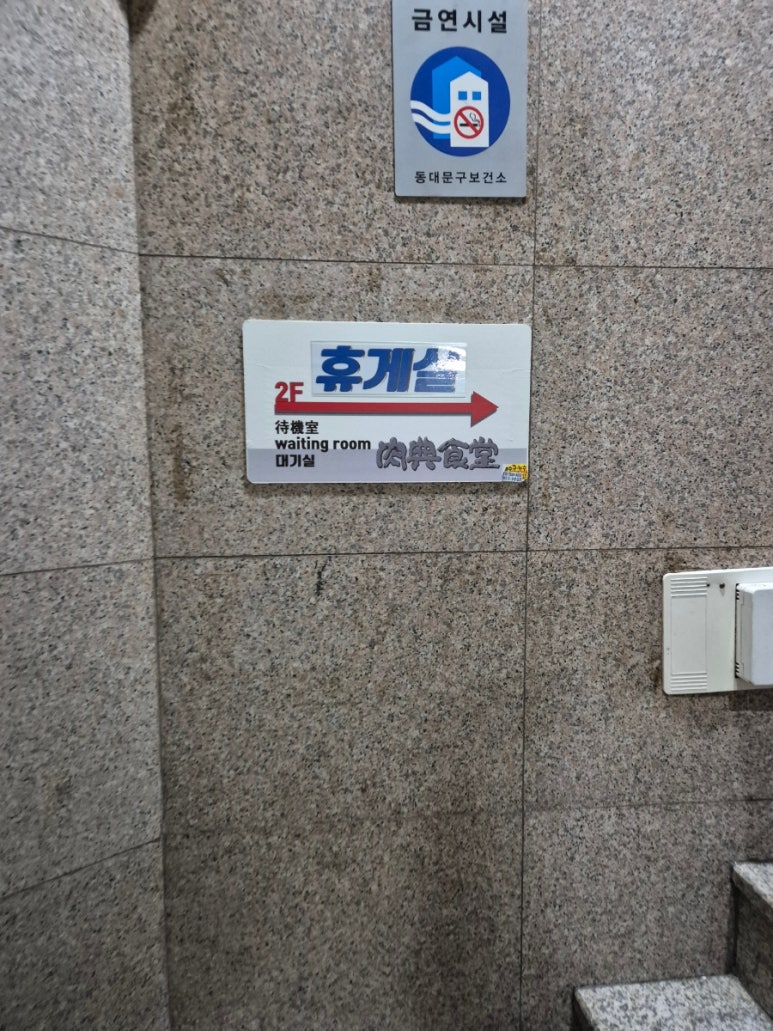 금연시설
동대문구보건소
휴게실
2F
待機室
waiting room
대기실
肉典食堂